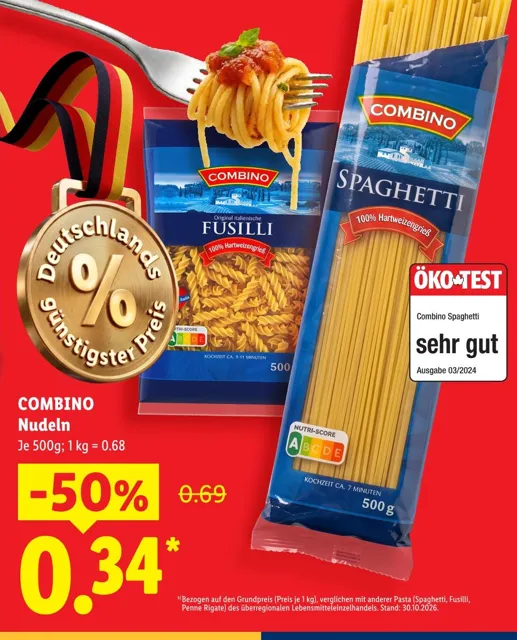 COMBINO
Original italienische
FUSILLI
100% Hartweizengrieß
NUTRI-SCORE
A B C D E
KOCHZEIT CA. 9-11 MINUTEN
500
COMBINO
SPAGHETTI
100% Hartweizengrieß
NUTRI-SCORE
A B C D E
KOCHZEIT CA. 7 MINUTEN
500 g
Deutschlands
%
günstigster Preis
ÖKO-TEST
Combino Spaghetti
sehr gut
Ausgabe 03/2024
COMBINO
Nudeln
Je 500g; 1 kg = 0.68
-50%
0.69
0.34*
*⁾Bezogen auf den Grundpreis (Preis je 1 kg), verglichen mit anderer Pasta (Spaghetti, Fusilli,
Penne Rigate) des überregionalen Lebensmitteleinzelhandels. Stand: 30.10.2026.